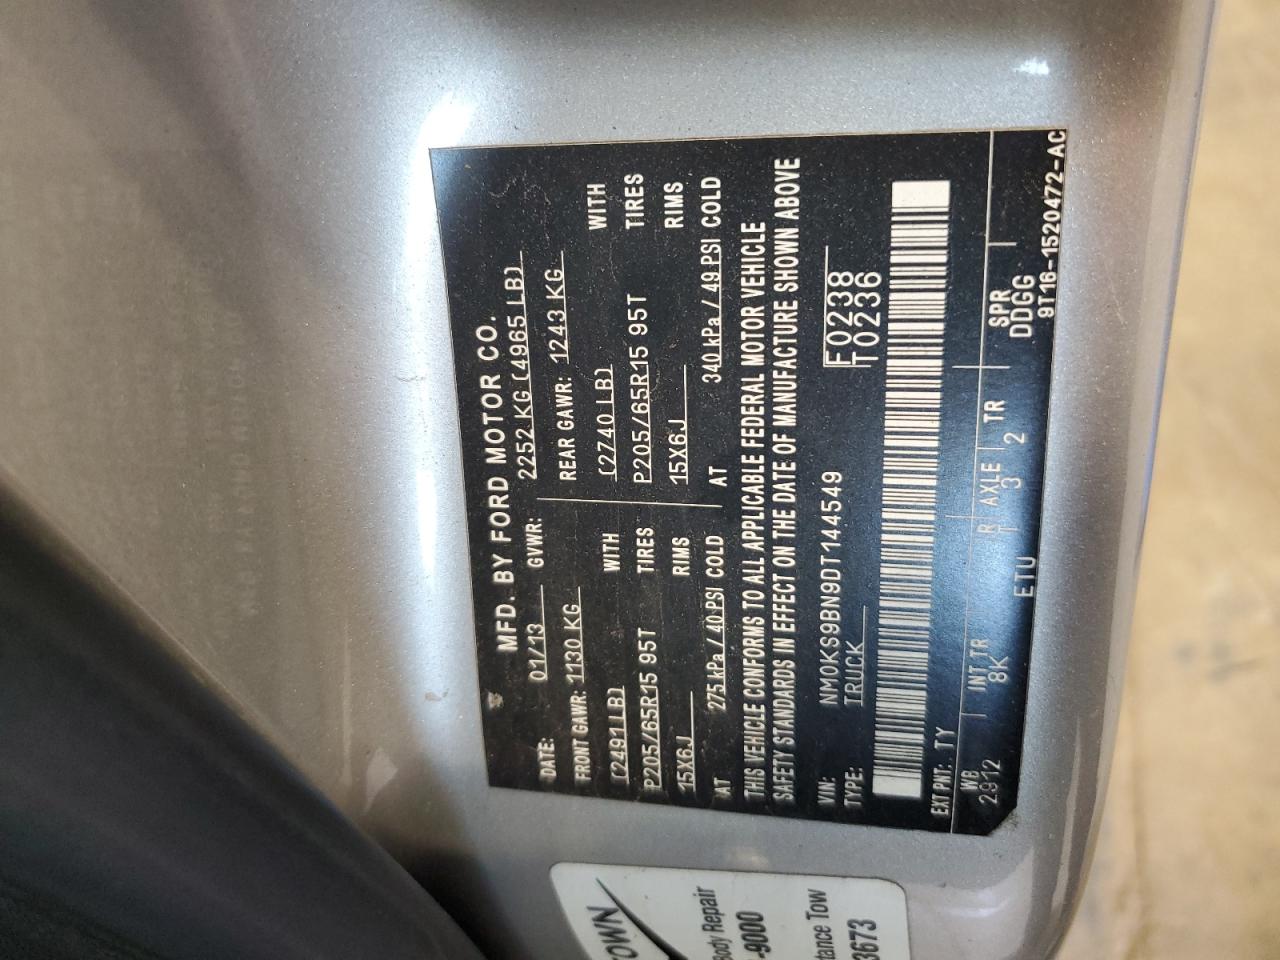 MFD. BY FORD MOTOR CO.
DATE: 01/13 GVWR: 2252 KG (4965 LB)
FRONT GAWR: 1130 KG REAR GAWR: 1243 KG
(2491LB) WITH (2740 LB) WITH
P205/65R15 95T TIRES P205/65R15 95T TIRES
15X6J RIMS 15X6J RIMS
AT 275 kPa / 40 PSI COLD AT 340 kPa / 49 PSI COLD
THIS VEHICLE CONFORMS TO ALL APPLICABLE FEDERAL MOTOR VEHICLE
SAFETY STANDARDS IN EFFECT ON THE DATE OF MANUFACTURE SHOWN ABOVE
VIN: NM0KS9BN9DT144549 F0238
TYPE: TRUCK T0236
EXT PNT: TY
WB INT TR R AXLE TR SPR
2912 8K 3 2 DDGG
ETU
9T16-1520472-AC
TOWN
Body Repair
-9000
tance Tow
3673